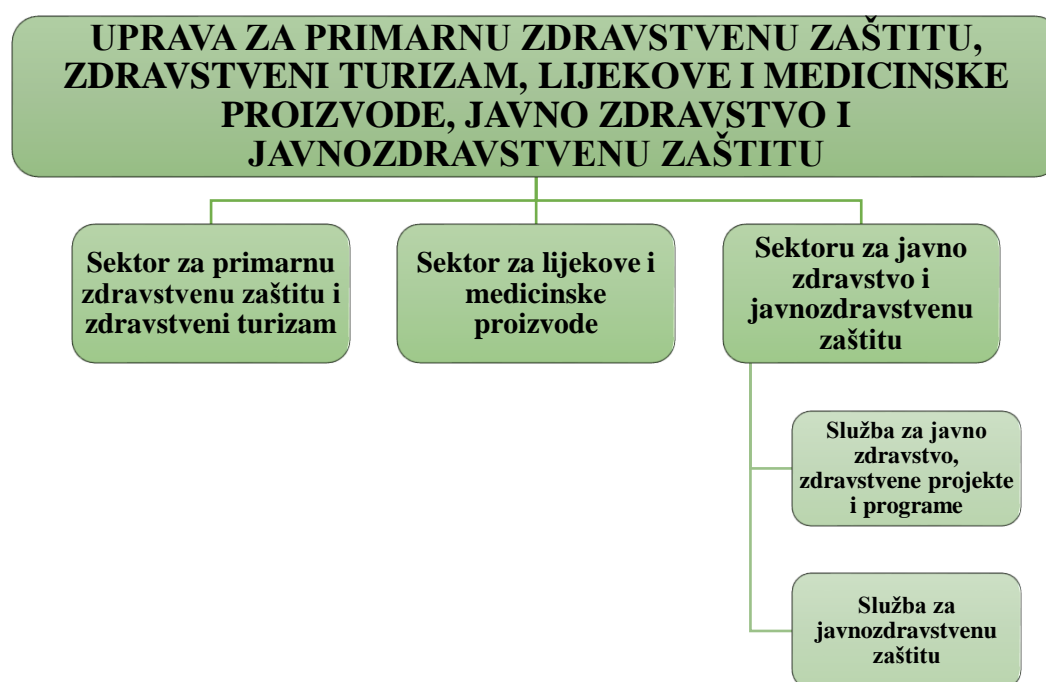 UPRAVA ZA PRIMARNU ZDRAVSTVENU ZAŠTITU,
ZDRAVSTVENI TURIZAM, LIJEKOVE I MEDICINSKE
PROIZVODE, JAVNO ZDRAVSTVO I
JAVNOZDRAVSTVENU ZAŠTITU
Sektor za primarnu
zdravstvenu zaštitu i
zdravstveni turizam
Sektor za lijekove i
medicinske
proizvode
Sektoru za javno
zdravstvo i
javnozdravstvenu
zaštitu
Služba za javno
zdravstvo,
zdravstvene projekte
i programe
Služba za
javnozdravstvenu
zaštitu